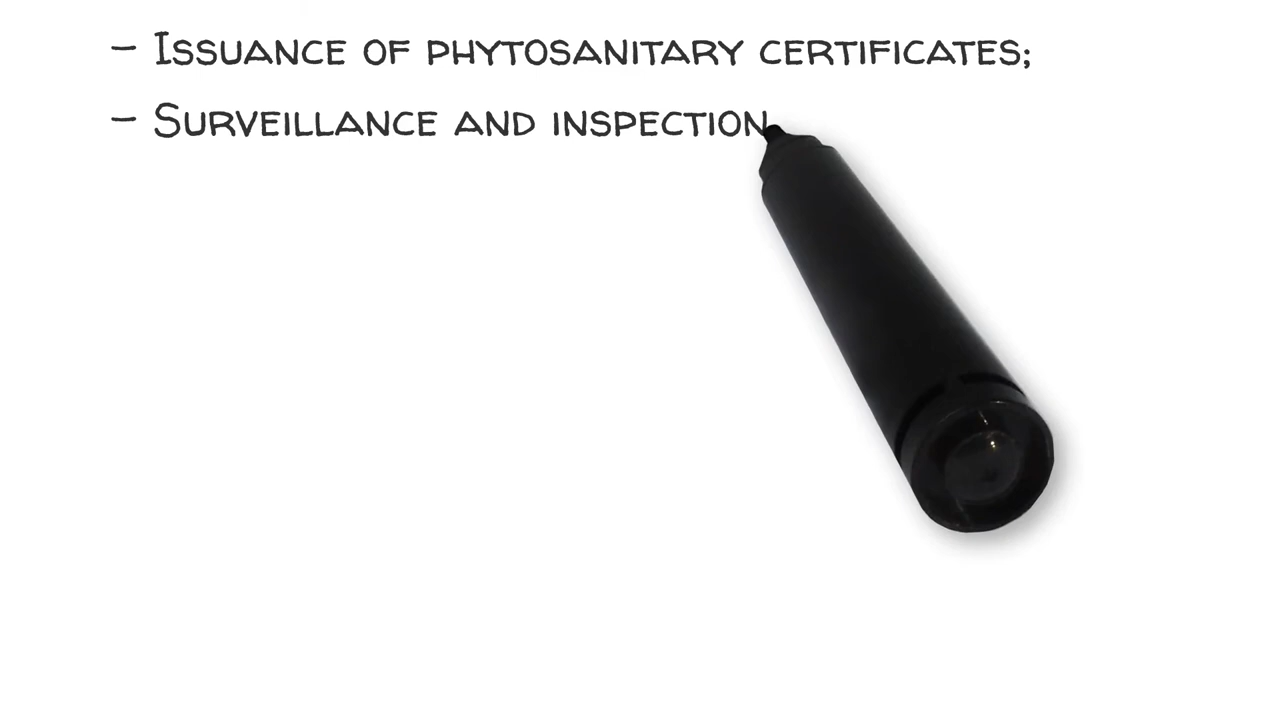 - Issuance of phytosanitary certificates;
- Surveillance and inspection